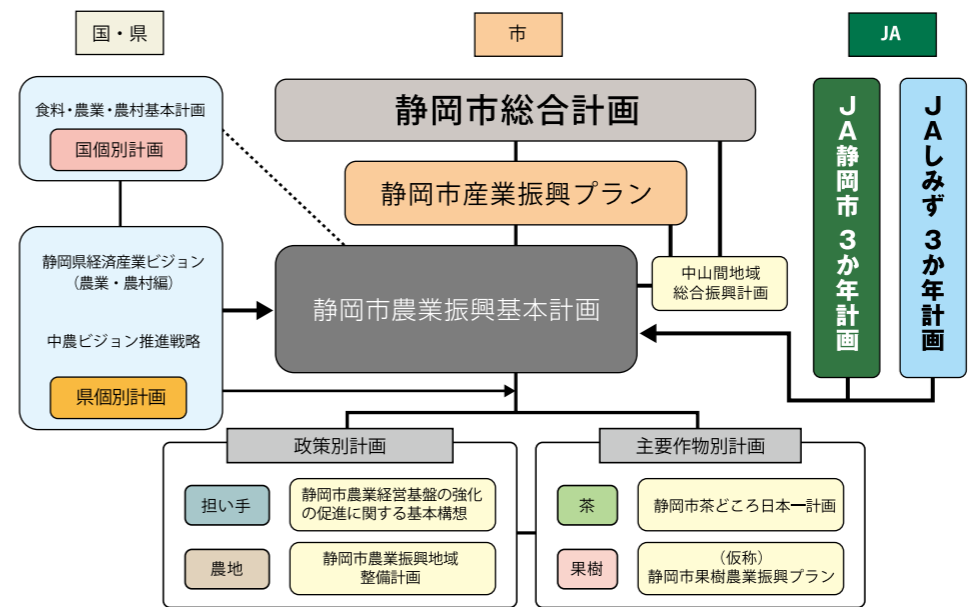 国・県
市
JA
食料・農業・農村基本計画
国個別計画
静岡県経済産業ビジョン
（農業・農村編）
中農ビジョン推進戦略
県個別計画
静岡市総合計画
静岡市産業振興プラン
静岡市農業振興基本計画
中山間地域
総合振興計画
JA静岡市 3か年計画
JAしみず 3か年計画
政策別計画
担い手
静岡市農業経営基盤の強化
の促進に関する基本構想
農地
静岡市農業振興地域
整備計画
主要作物別計画
茶
静岡市茶どころ日本一計画
果樹
（仮称）
静岡市果樹農業振興プラン